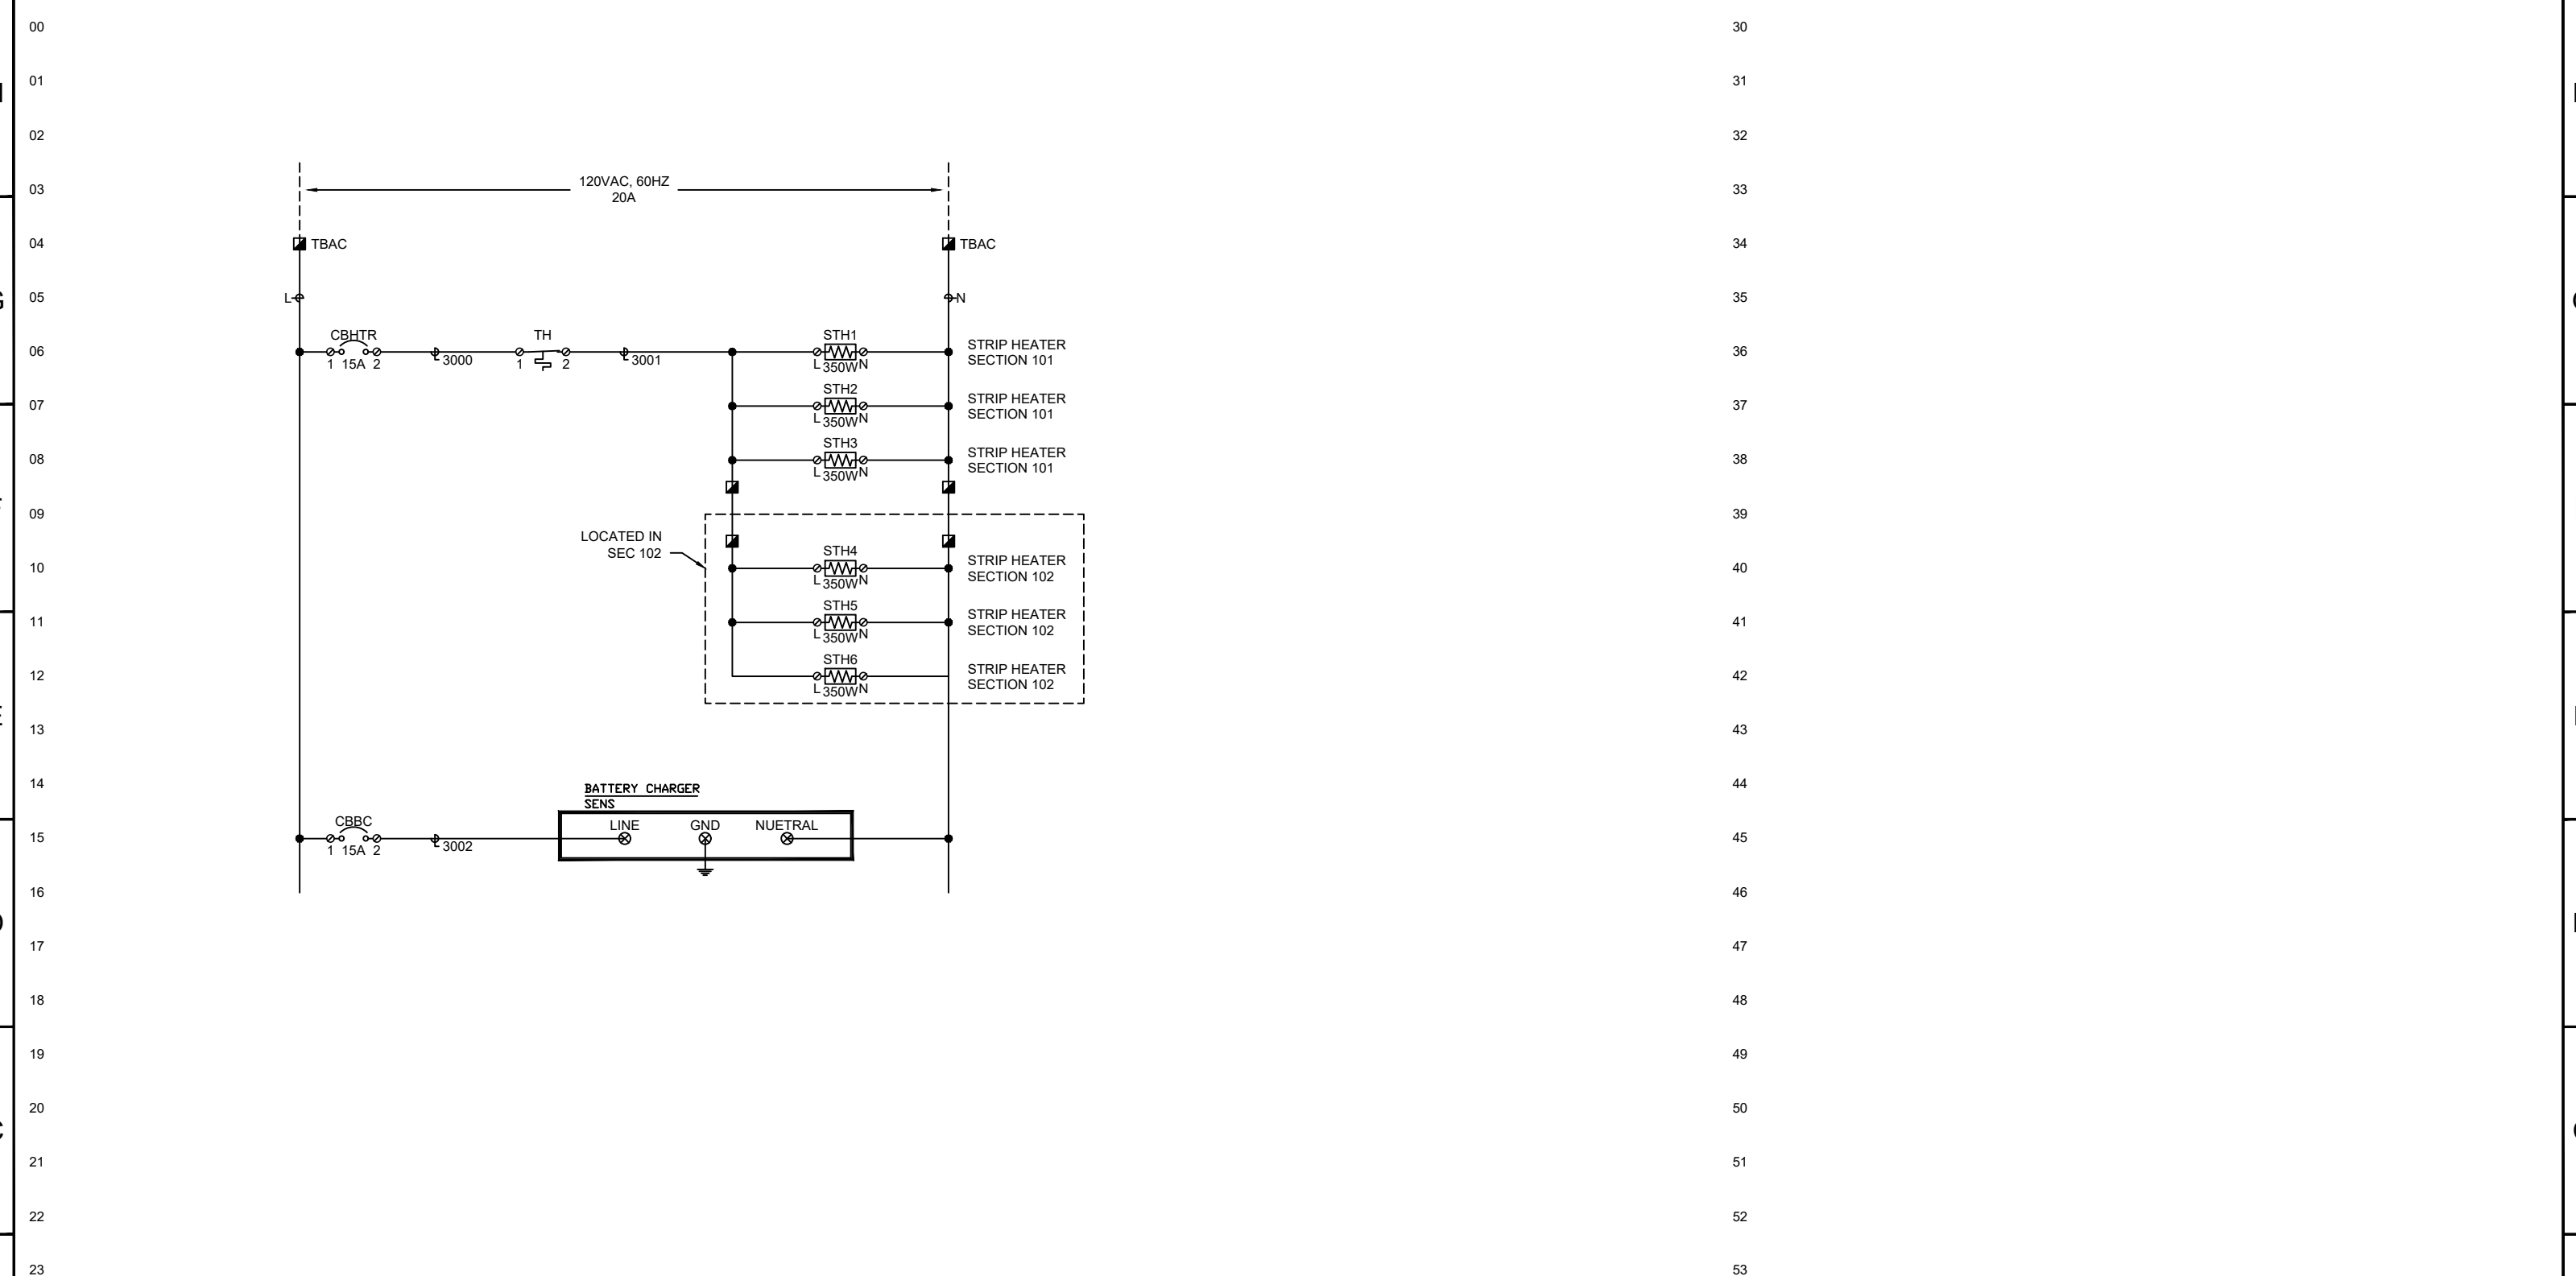 00
30
01
31
02
32
03
120VAC, 60HZ
20A
33
04
TBAC
TBAC
34
05
L
N
35
CBHTR
TH
STH1
06
1 15A 2
3000
1 2
3001
L 350W N
STRIP HEATER
SECTION 101
36
STH2
07
L 350W N
STRIP HEATER
SECTION 101
37
STH3
08
L 350W N
STRIP HEATER
SECTION 101
38
09
39
LOCATED IN
SEC 102
STH4
10
L 350W N
STRIP HEATER
SECTION 102
40
STH5
11
L 350W N
STRIP HEATER
SECTION 102
41
STH6
12
L 350W N
STRIP HEATER
SECTION 102
42
13
43
14
44
BATTERY CHARGER
SENS
CBBC
15
1 15A 2
3002
LINE GND NUETRAL
45
16
46
17
47
18
48
19
49
20
50
21
51
22
52
23
53